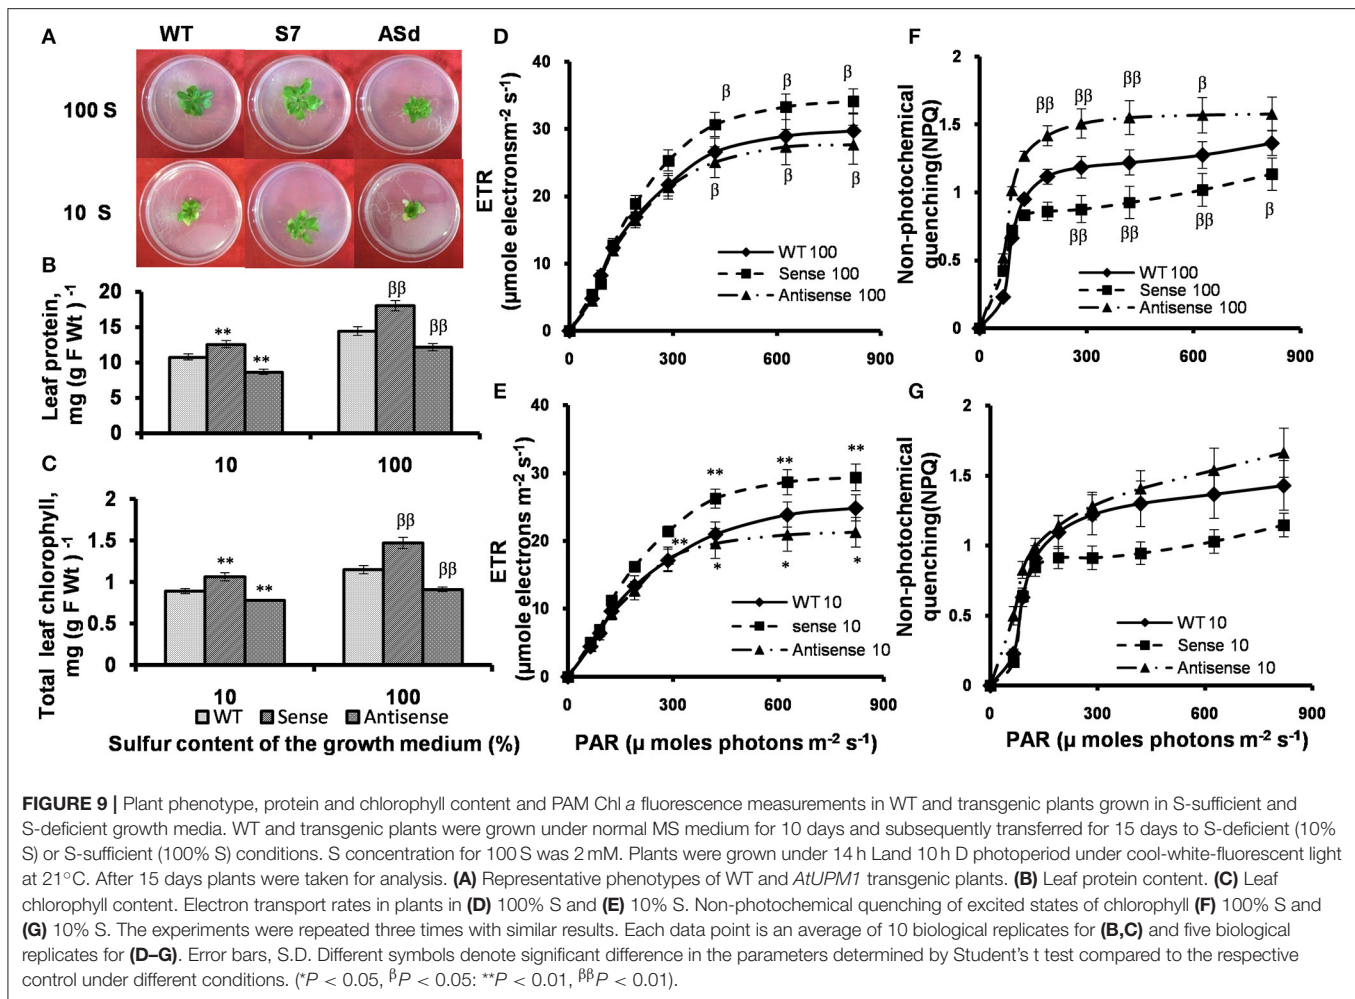 A
WT S7 ASd
100 S
10 S
B
Leaf protein,
mg (g F Wt ) -1
20
15
10
15
5
0
** **
ββ ββ
10 100
C
Total leaf chlorophyll,
mg (g F Wt ) -1
2
1.5
1
0.5
0
** **
ββ ββ
10 100
WT Sense Antisense
Sulfur content of the growth medium (%)
D
ETR
(µmole electronsm-² s-¹)
40
30
20
10
0
β β β
β β β
WT 100
Sense 100
Antisense 100
0 300 600 900
E
ETR
(µmole electrons m-² s-¹)
40
30
20
10
0
** ** ** **
* * *
WT 10
sense 10
Antisense 10
0 300 600 900
PAR (µ moles photons m-² s-¹)
F
Non-photochemical
quenching(NPQ)
2
1.5
1
0.5
0
ββ ββ ββ β
ββ ββ ββ β
WT 100
Sense 100
Antisense 100
0 300 600 900
G
Non-photochemical
quenching(NPQ)
2
1.5
1
0.5
0
WT 10
Sense 10
Antisense 10
0 300 600 900
PAR (µ moles photons m-² s-¹)
FIGURE 9 | Plant phenotype, protein and chlorophyll content and PAM Chl a fluorescence measurements in WT and transgenic plants grown in S-sufficient and
S-deficient growth media. WT and transgenic plants were grown under normal MS medium for 10 days and subsequently transferred for 15 days to S-deficient (10%
S) or S-sufficient (100% S) conditions. S concentration for 100 S was 2 mM. Plants were grown under 14 h Land 10 h D photoperiod under cool-white-fluorescent light
at 21°C. After 15 days plants were taken for analysis. (A) Representative phenotypes of WT and AtUPM1 transgenic plants. (B) Leaf protein content. (C) Leaf
chlorophyll content. Electron transport rates in plants in (D) 100% S and (E) 10% S. Non-photochemical quenching of excited states of chlorophyll (F) 100% S and
(G) 10% S. The experiments were repeated three times with similar results. Each data point is an average of 10 biological replicates for (B,C) and five biological
replicates for (D–G). Error bars, S.D. Different symbols denote significant difference in the parameters determined by Student's t test compared to the respective
control under different conditions. (*P < 0.05, βP < 0.05: **P < 0.01, ββP < 0.01).